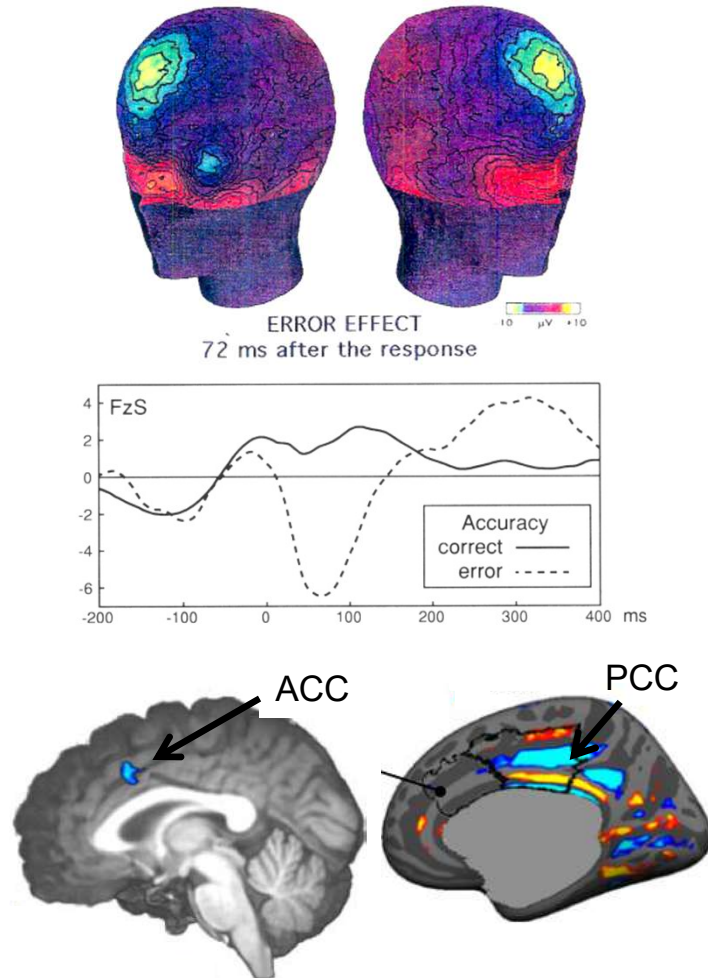 -10 µV +10
ERROR EFFECT
72 ms after the response
FzS
4
2
0
-2
-4
-6
Accuracy
correct
error
-200 -100 0 100 200 300 400 ms
ACC
PCC